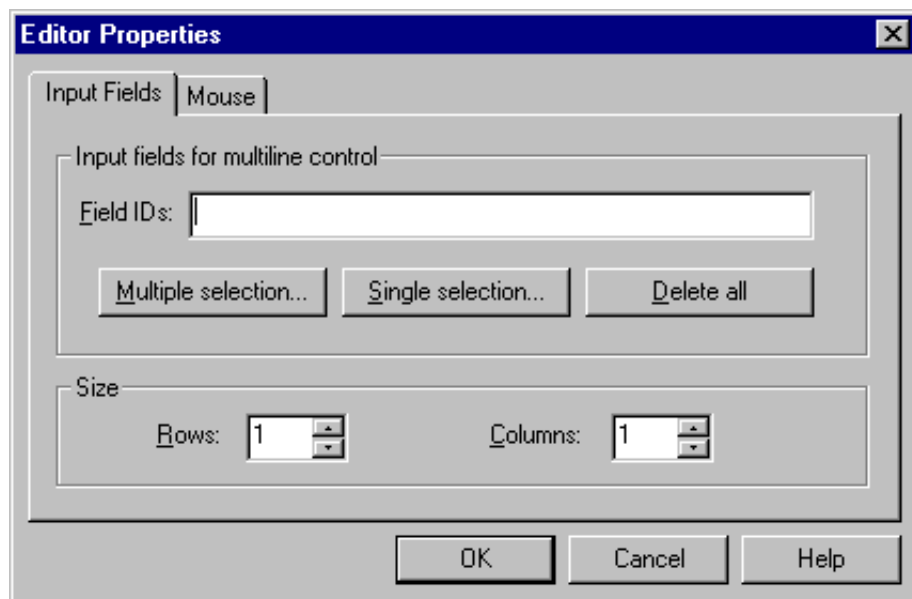 Editor Properties
Input Fields Mouse
Input fields for multiline control
Field IDs:
Multiple selection... Single selection... Delete all
Size
Rows: 1 Columns: 1
OK Cancel Help